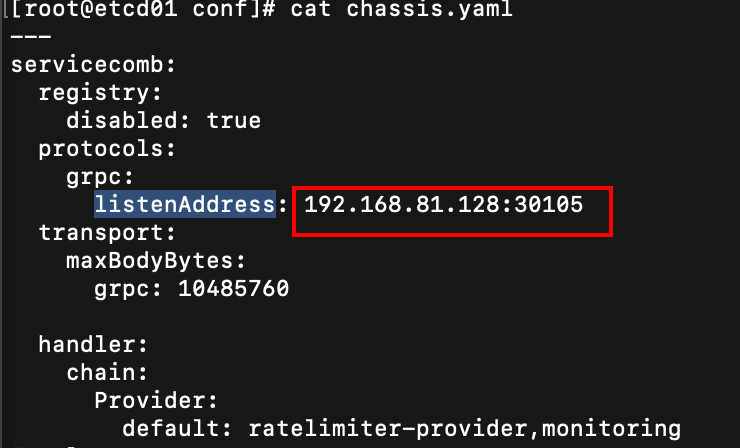 [[root@etcd01 conf]# cat chassis.yaml
---
servicecomb:
  registry:
    disabled: true
  protocols:
    grpc:
      listenAddress: 192.168.81.128:30105
  transport:
    maxBodyBytes:
      grpc: 10485760

  handler:
    chain:
      Provider:
        default: ratelimiter-provider,monitoring